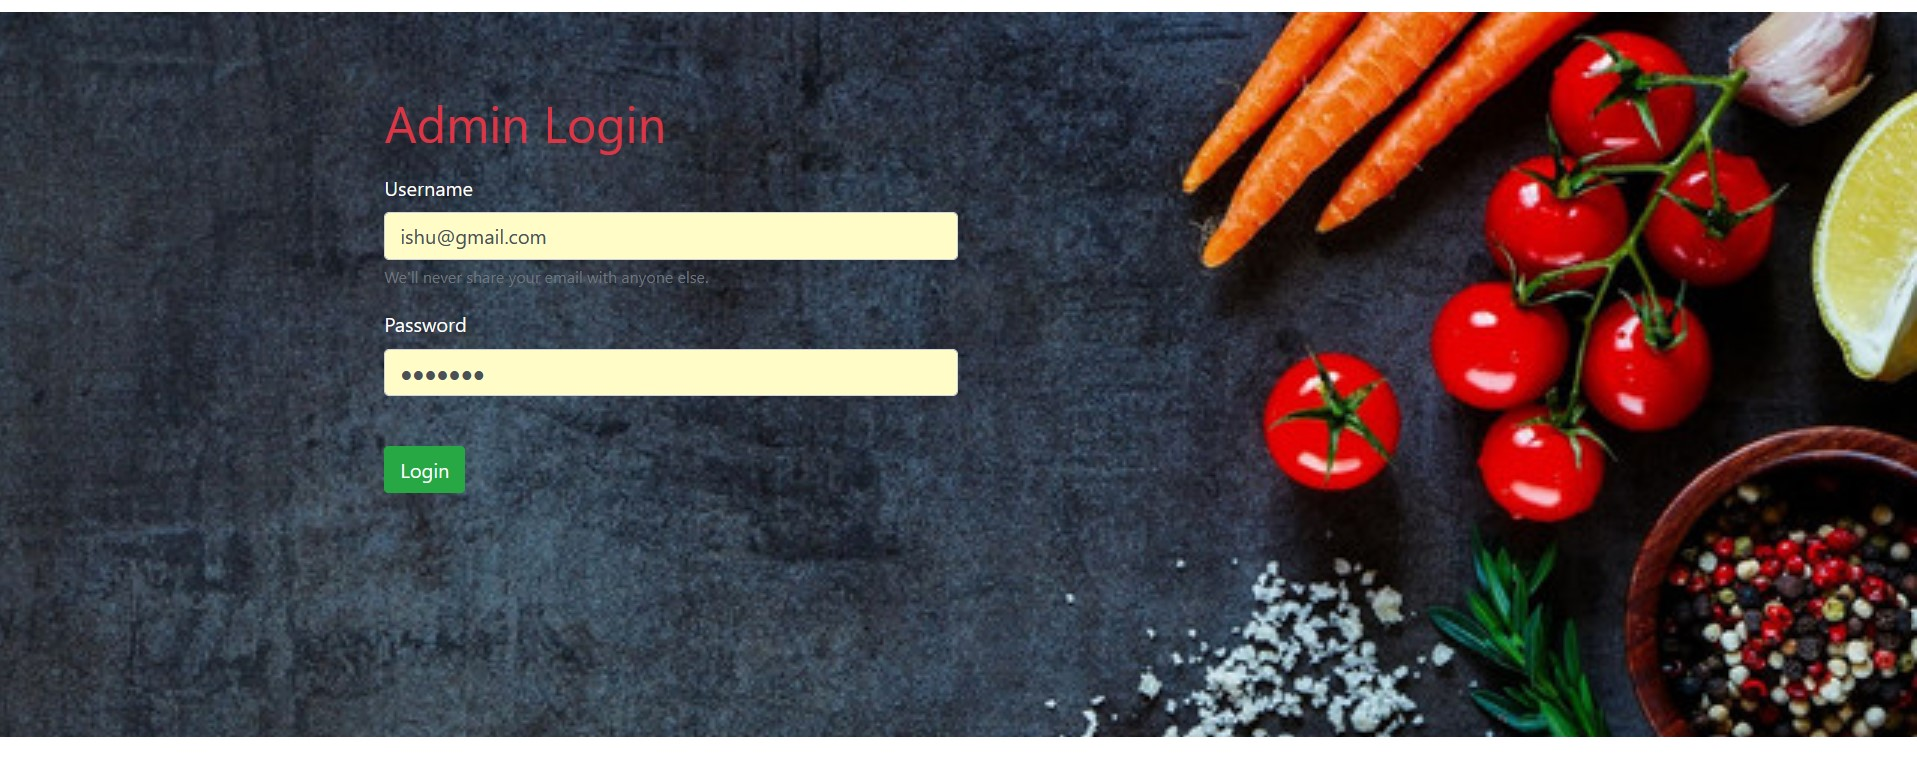 Admin Login
Username
ishu@gmail.com
We'll never share your email with anyone else.
Password
•••••••
Login